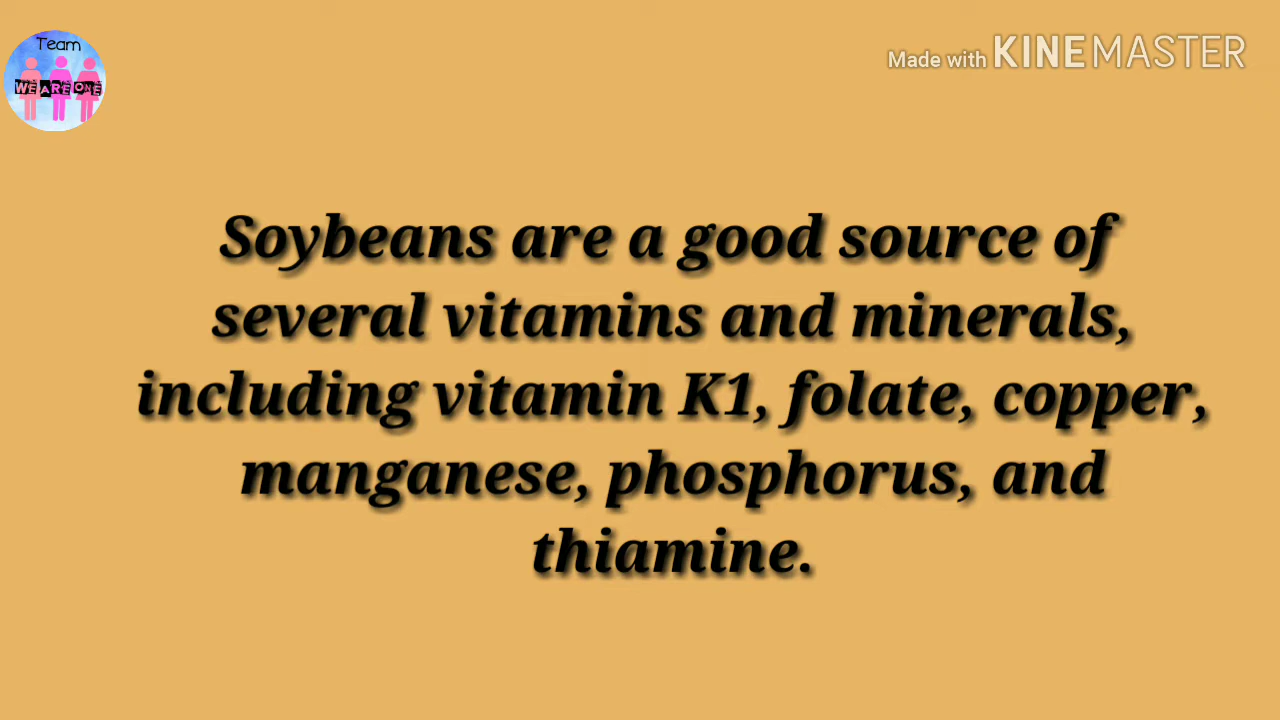 Team
WE ARE ONE
Made with KINEMASTER
Soybeans are a good source of
several vitamins and minerals,
including vitamin K1, folate, copper,
manganese, phosphorus, and
thiamine.